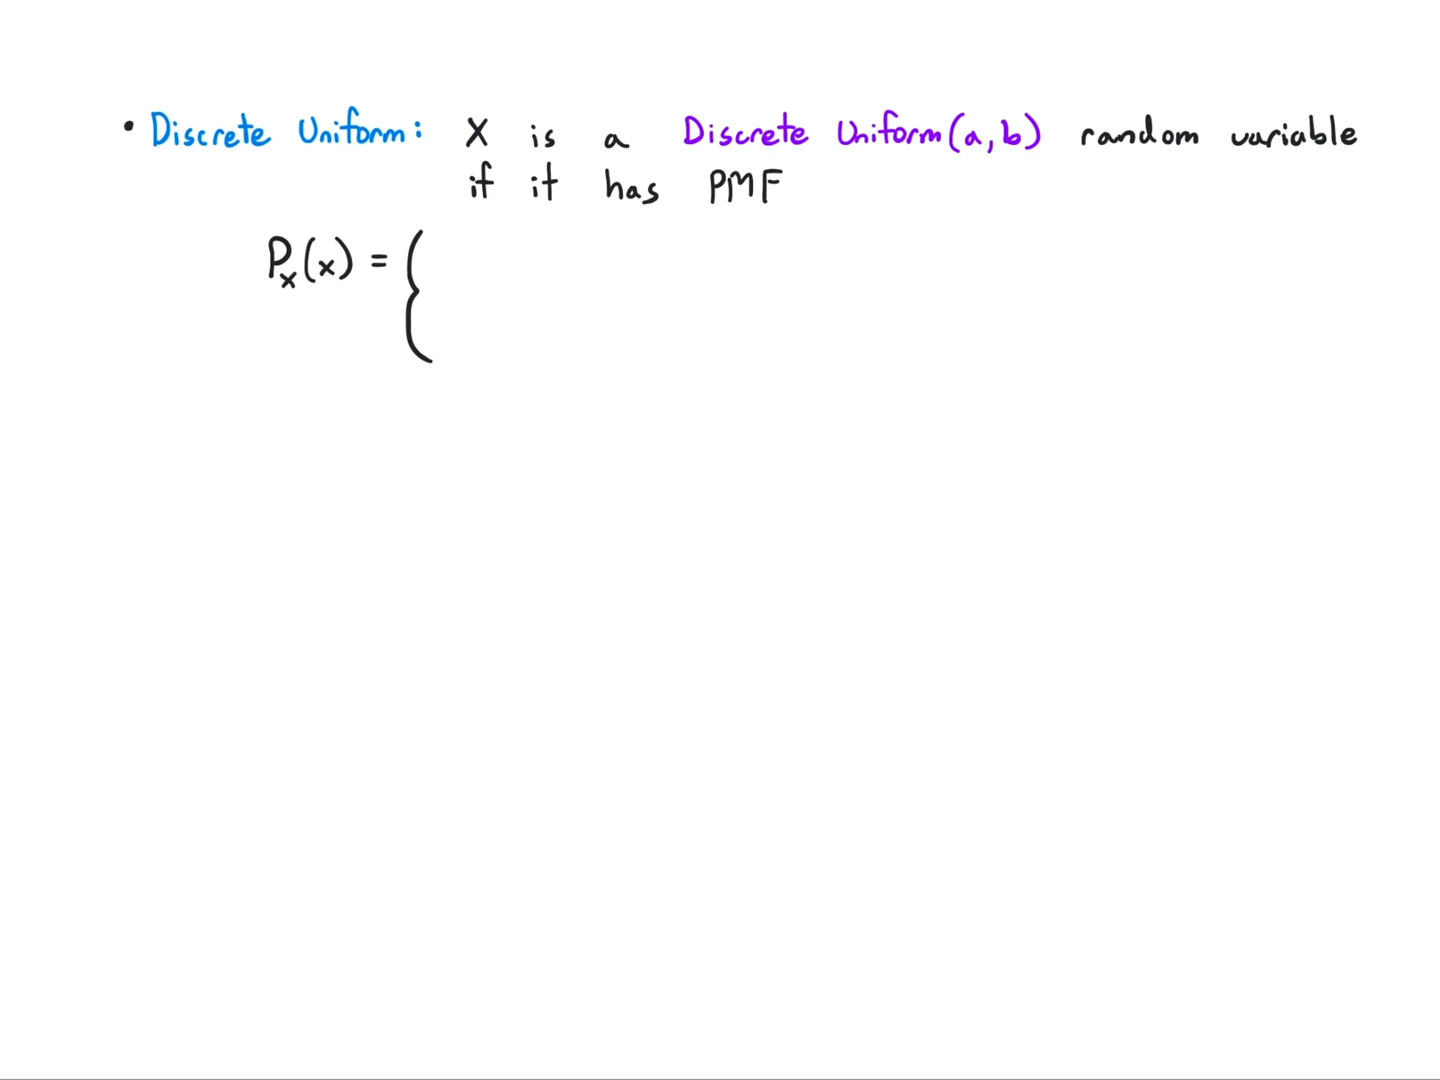 • Discrete Uniform: X is a Discrete Uniform(a,b) random variable
if it has PMF
Pₓ(x) = {